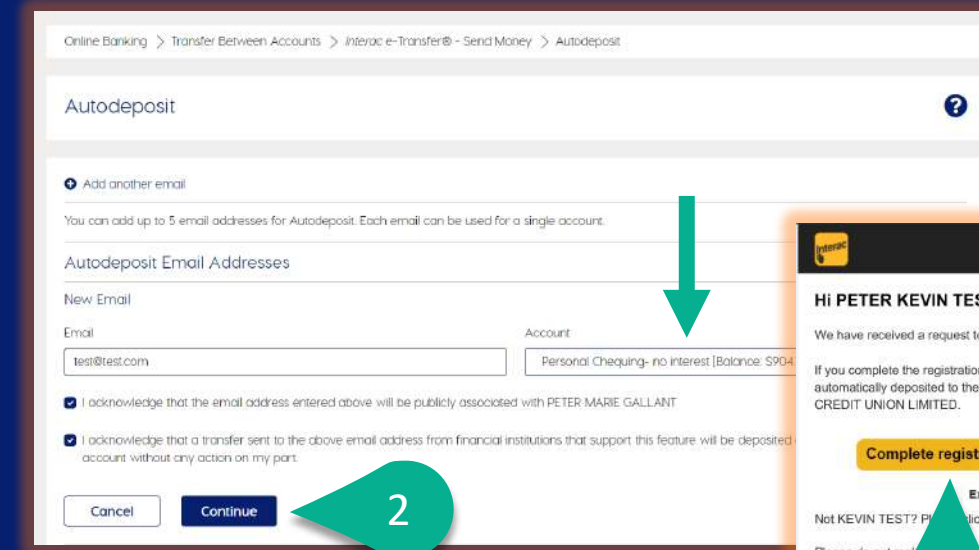 Online Banking > Transfer Between Accounts > Interac e-Transfer® - Send Money > Autodeposit
Autodeposit
?
Add another email
You can add up to 5 email addresses for Autodeposit. Each email can be used for a single account.
Autodeposit Email Addresses
New Email
Email
Account
test@test.com
Personal Chequing- no interest [Balance: $904
I acknowledge that the email address entered above will be publicly associated with PETER MARIE GALLANT
I acknowledge that a transfer sent to the above email address from financial institutions that support this feature will be deposited
account without any action on my part.
Cancel
Continue
2
Interac
Hi PETER KEVIN TES
We have received a request to
If you complete the registration
automatically deposited to the
CREDIT UNION LIMITED.
Complete regist
Not KEVIN TEST?